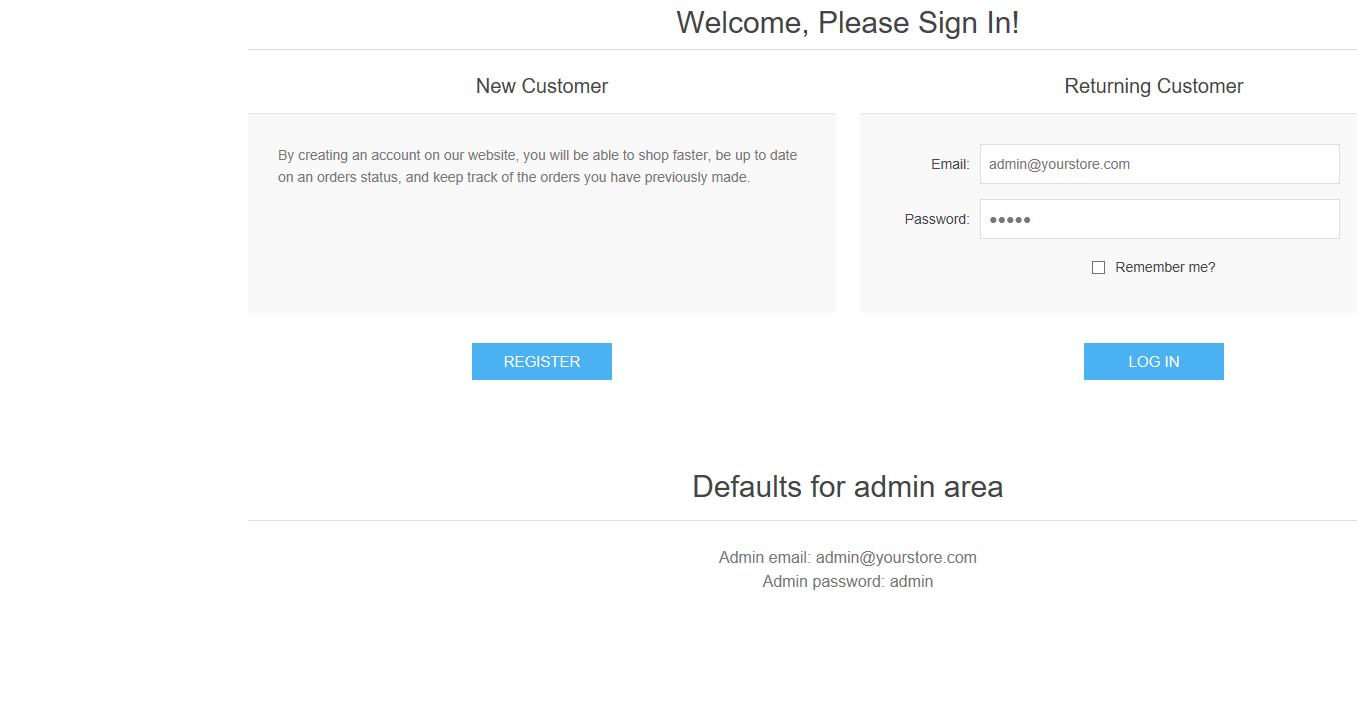 Welcome, Please Sign In!
New Customer
By creating an account on our website, you will be able to shop faster, be up to date
on an orders status, and keep track of the orders you have previously made.
REGISTER
Returning Customer
Email: admin@yourstore.com
Password: ●●●●●
Remember me?
LOG IN
Defaults for admin area
Admin email: admin@yourstore.com
Admin password: admin